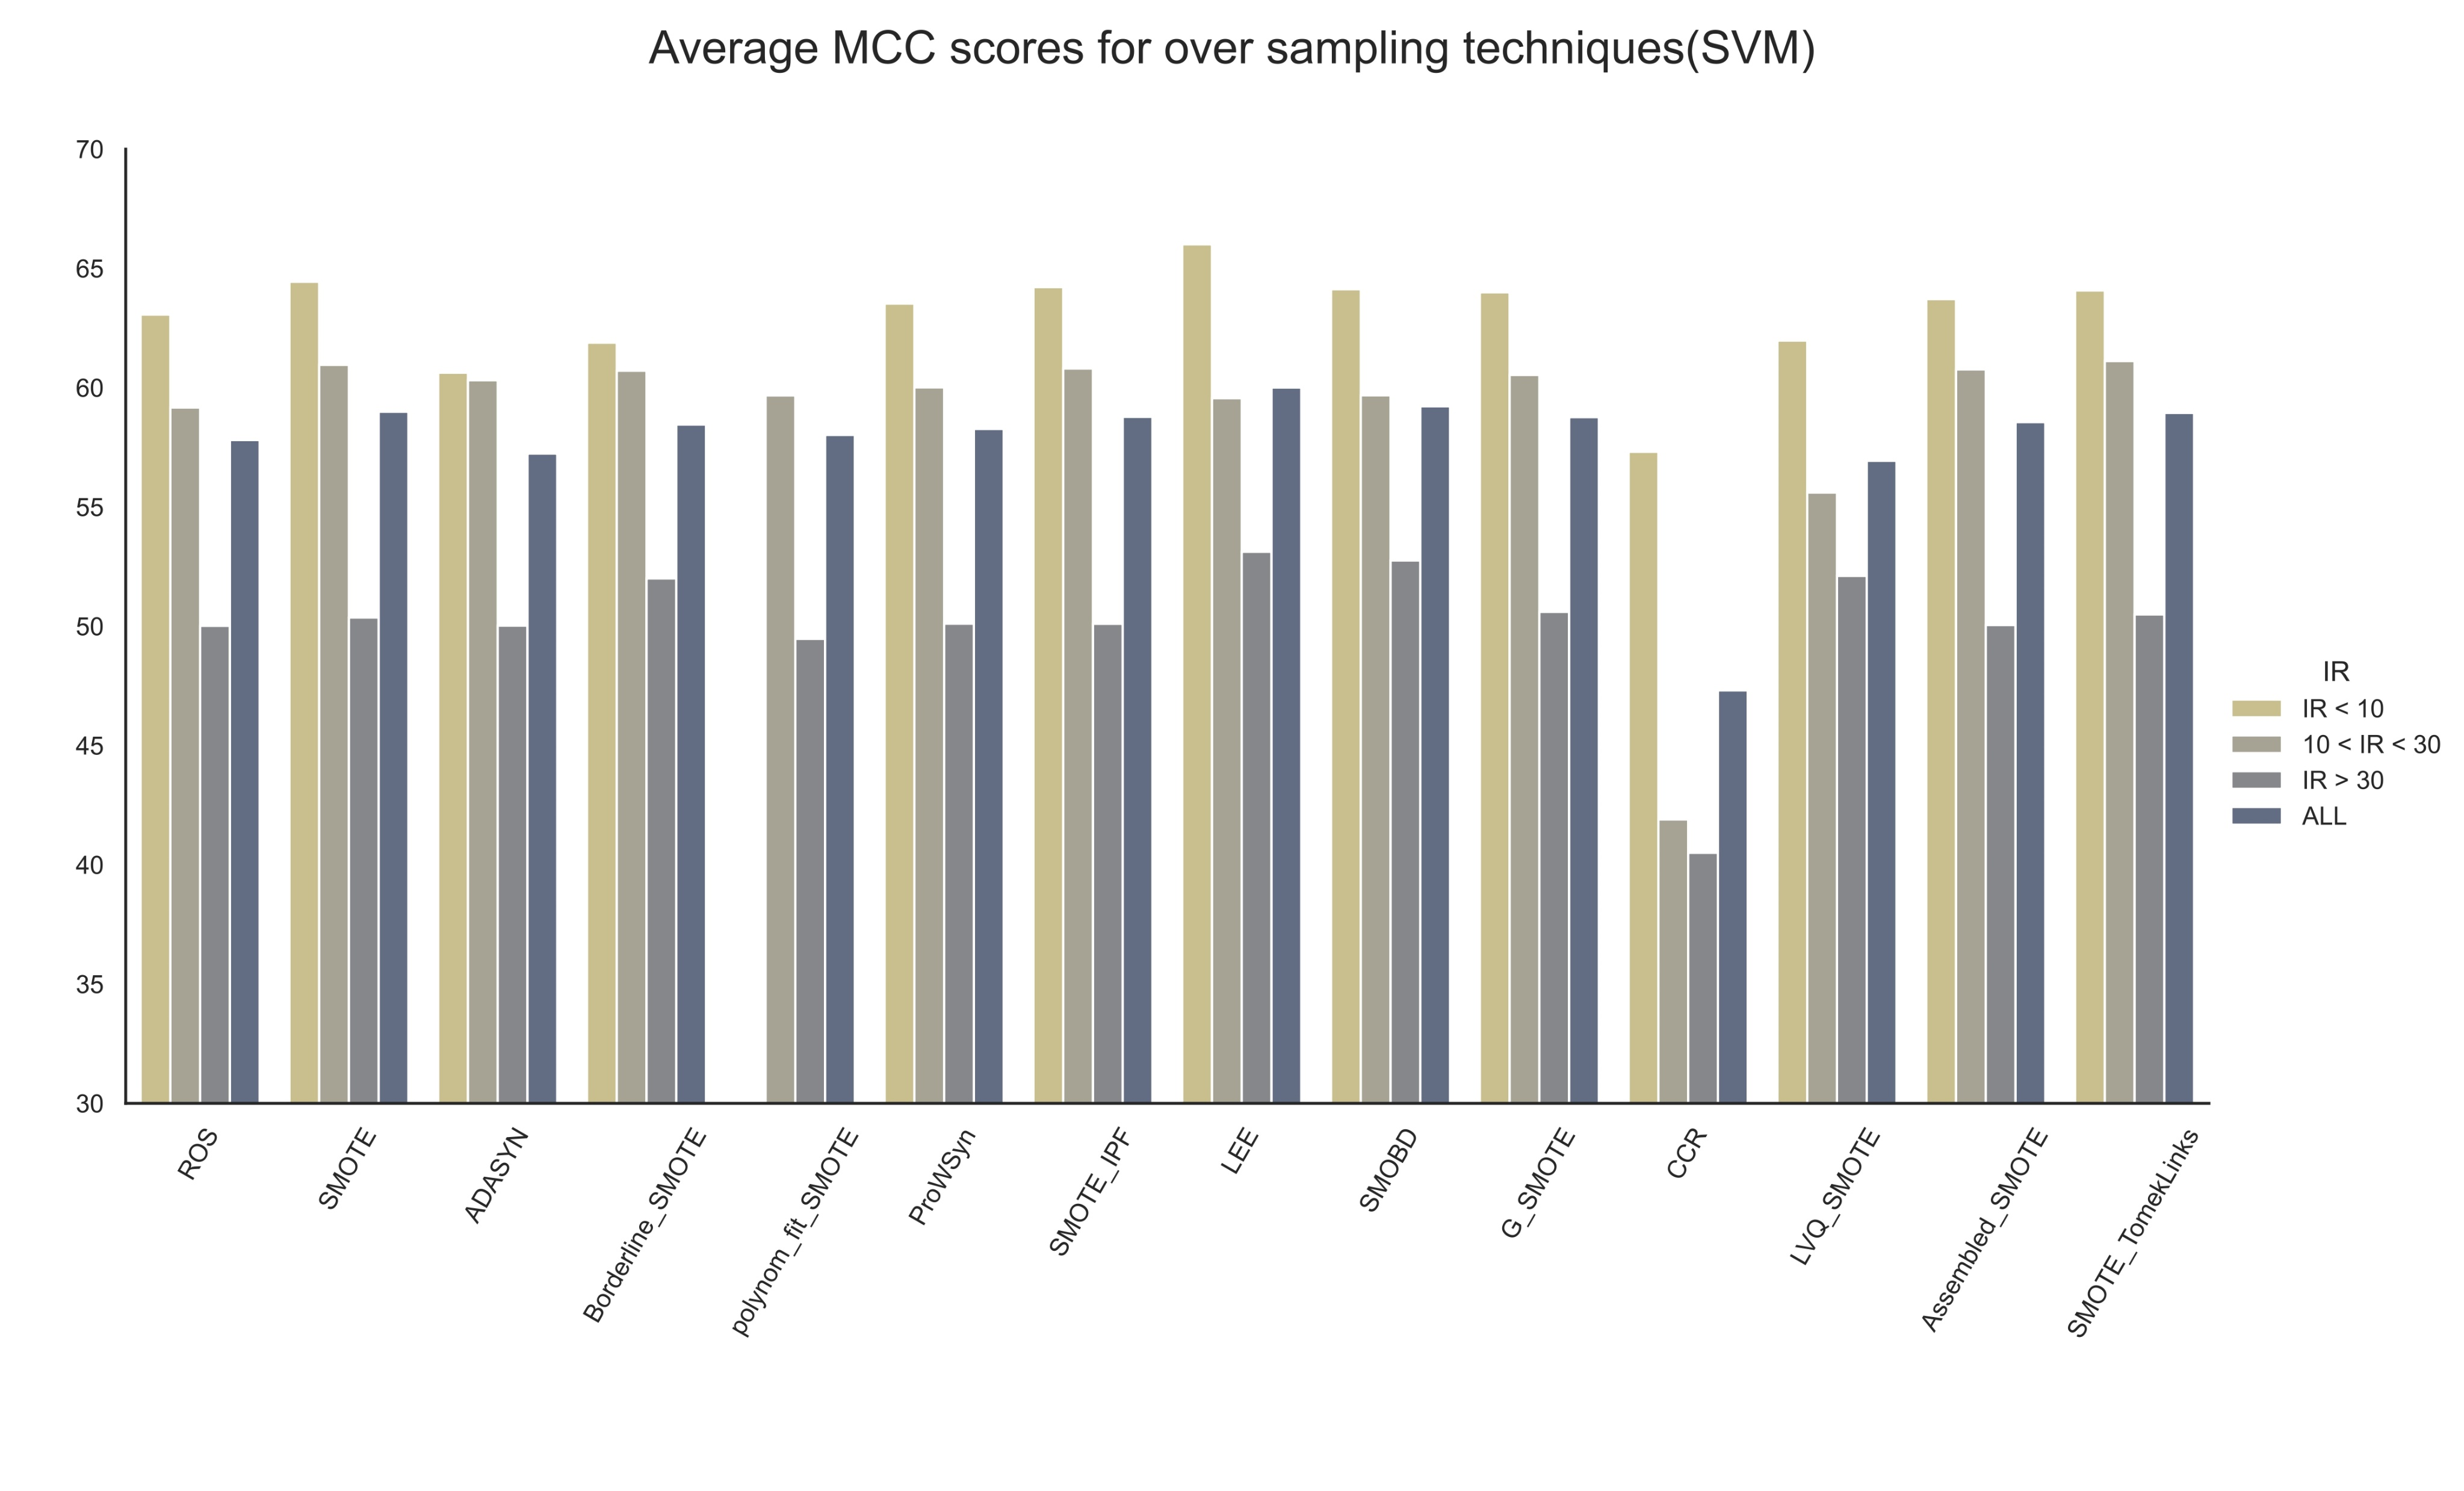 Average MCC scores for over sampling techniques(SVM)
70
65
60
55
50
45
40
35
30
ROS
SMOTE
ADASYN
Borderline_SMOTE
polynom_fit_SMOTE
ProWSyn
SMOTE_IPF
LEE
SMOBD
G_SMOTE
CCR
LVQ_SMOTE
Assembled_SMOTE
SMOTE_TomekLinks
IR
IR < 10
10 < IR < 30
IR > 30
ALL